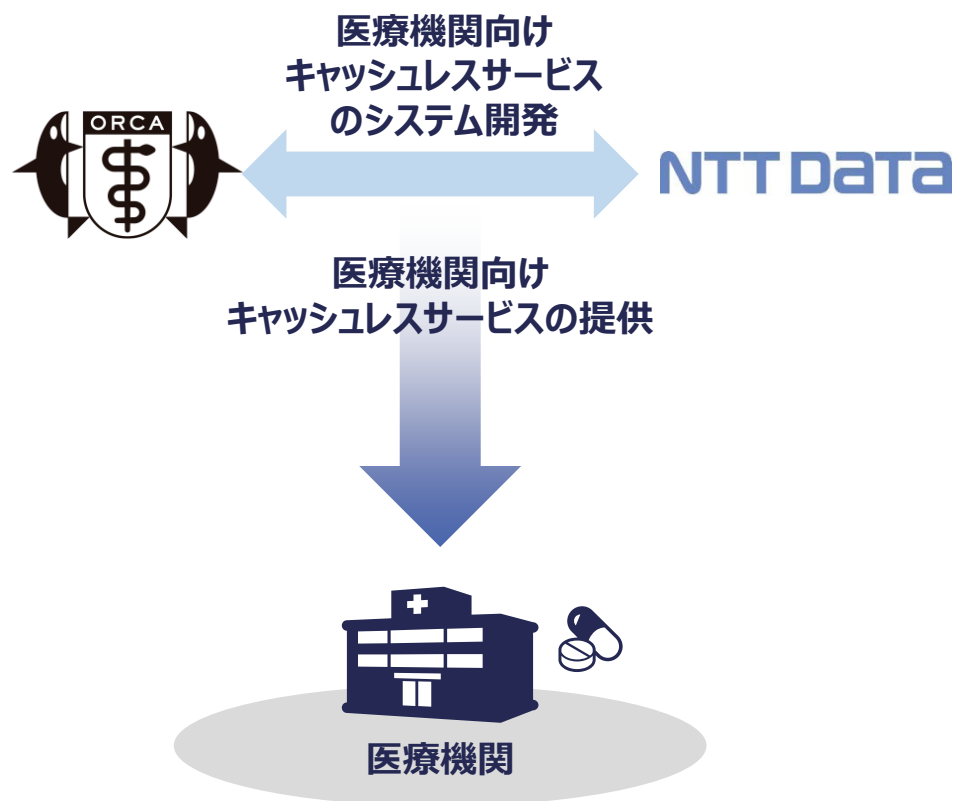 医療機関向け
キャッシュレスサービス
のシステム開発
ORCA
NTT DATA
医療機関向け
キャッシュレスサービスの提供
医療機関